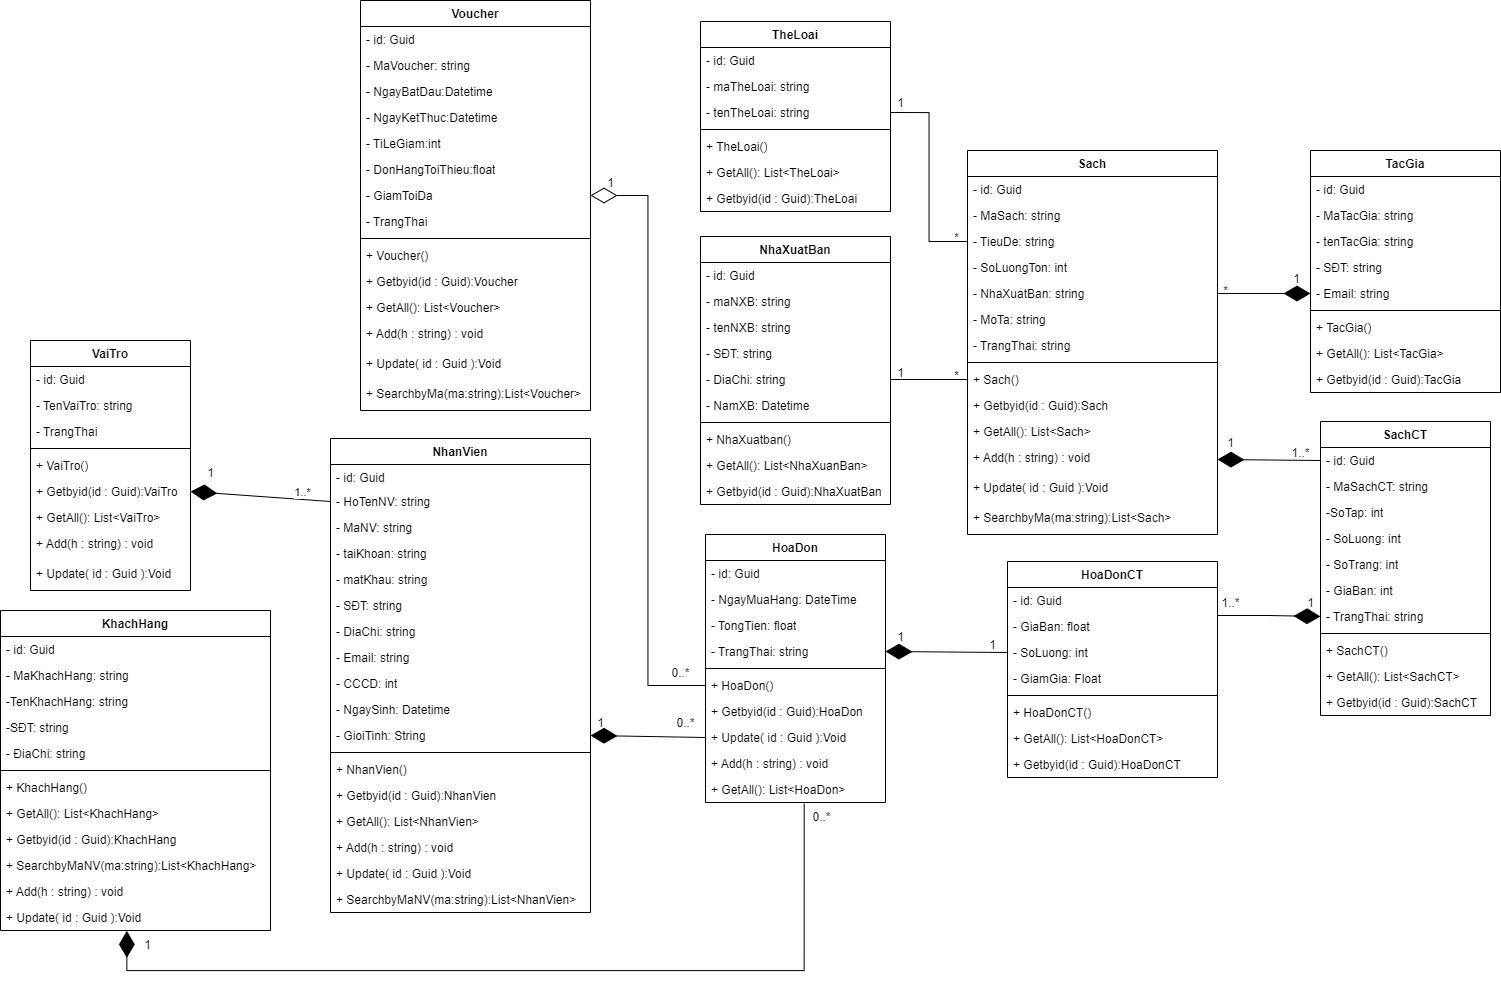 Voucher
- id: Guid
- MaVoucher: string
- NgayBatDau:Datetime
- NgayKetThuc:Datetime
- TiLeGiam:int
- DonHangToiThieu:float
- GiamToiDa
- TrangThai
+ Voucher()
+ Getbyid(id : Guid):Voucher
+ GetAll(): List<Voucher>
+ Add(h : string) : void
+ Update( id : Guid ):Void
+ SearchbyMa(ma:string):List<Voucher>
1
0..*
TheLoai
- id: Guid
- maTheLoai: string
- tenTheLoai: string
+ TheLoai()
+ GetAll(): List<TheLoai>
+ Getbyid(id : Guid):TheLoai
1
*
NhaXuatBan
- id: Guid
- maNXB: string
- tenNXB: string
- SĐT: string
- DiaChi: string
- NamXB: Datetime
+ NhaXuatban()
+ GetAll(): List<NhaXuanBan>
+ Getbyid(id : Guid):NhaXuatBan
1
*
Sach
- id: Guid
- MaSach: string
- TieuDe: string
- SoLuongTon: int
- NhaXuatBan: string
- MoTa: string
- TrangThai: string
+ Sach()
+ Getbyid(id : Guid):Sach
+ GetAll(): List<Sach>
+ Add(h : string) : void
+ Update( id : Guid ):Void
+ SearchbyMa(ma:string):List<Sach>
*
1
1
1..*
TacGia
- id: Guid
- MaTacGia: string
- tenTacGia: string
- SĐT: string
- Email: string
+ TacGia()
+ GetAll(): List<TacGia>
+ Getbyid(id : Guid):TacGia
SachCT
- id: Guid
- MaSachCT: string
-SoTap: int
- SoLuong: int
- SoTrang: int
- GiaBan: int
- TrangThai: string
+ SachCT()
+ GetAll(): List<SachCT>
+ Getbyid(id : Guid):SachCT
1..*
1
VaiTro
- id: Guid
- TenVaiTro: string
- TrangThai
+ VaiTro()
+ Getbyid(id : Guid):VaiTro
+ GetAll(): List<VaiTro>
+ Add(h : string) : void
+ Update( id : Guid ):Void
1
1..*
NhanVien
- id: Guid
- HoTenNV: string
- MaNV: string
- taiKhoan: string
- matKhau: string
- SĐT: string
- DiaChi: string
- Email: string
- CCCD: int
- NgaySinh: Datetime
- GioiTinh: String
+ NhanVien()
+ Getbyid(id : Guid):NhanVien
+ GetAll(): List<NhanVien>
+ Add(h : string) : void
+ Update( id : Guid ):Void
+ SearchbyMaNV(ma:string):List<NhanVien>
1
0..*
HoaDon
- id: Guid
- NgayMuaHang: DateTime
- TongTien: float
- TrangThai: string
+ HoaDon()
+ Getbyid(id : Guid):HoaDon
+ Update( id : Guid ):Void
+ Add(h : string) : void
+ GetAll(): List<HoaDon>
1
1
0..*
HoaDonCT
- id: Guid
- GiaBan: float
- SoLuong: int
- GiamGia: Float
+ HoaDonCT()
+ GetAll(): List<HoaDonCT>
+ Getbyid(id : Guid):HoaDonCT
KhachHang
- id: Guid
- MaKhachHang: string
-TenKhachHang: string
-SĐT: string
- ĐiaChi: string
+ KhachHang()
+ GetAll(): List<KhachHang>
+ Getbyid(id : Guid):KhachHang
+ SearchbyMaNV(ma:string):List<KhachHang>
+ Add(h : string) : void
+ Update( id : Guid ):Void
1